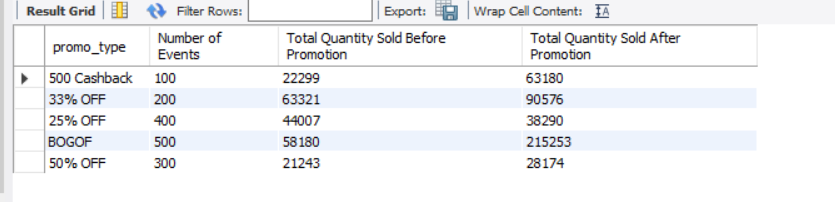 Result Grid Filter Rows: Export: Wrap Cell Content:
promo_type Number of Events Total Quantity Sold Before Promotion Total Quantity Sold After Promotion
500 Cashback 100 22299 63180
33% OFF 200 63321 90576
25% OFF 400 44007 38290
BOGOF 500 58180 215253
50% OFF 300 21243 28174